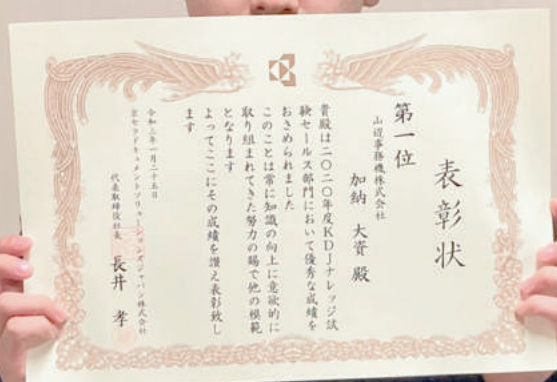 表彰状
第一位
山辺事務機株式会社
加納 大資 殿
貴殿は二〇二〇年度KDJナレッジ試
験セールス部門において優秀な成績を
おさめられました
このことは常に知識の向上に意欲的に
取り組まれてきた努力の賜で他の模範
となります
よってここにその成績を讃え表彰致し
ます
令和三年一月二十五日
京セラドキュメントソリューションズジャパン株式会社
代表取締役社長 長井 孝